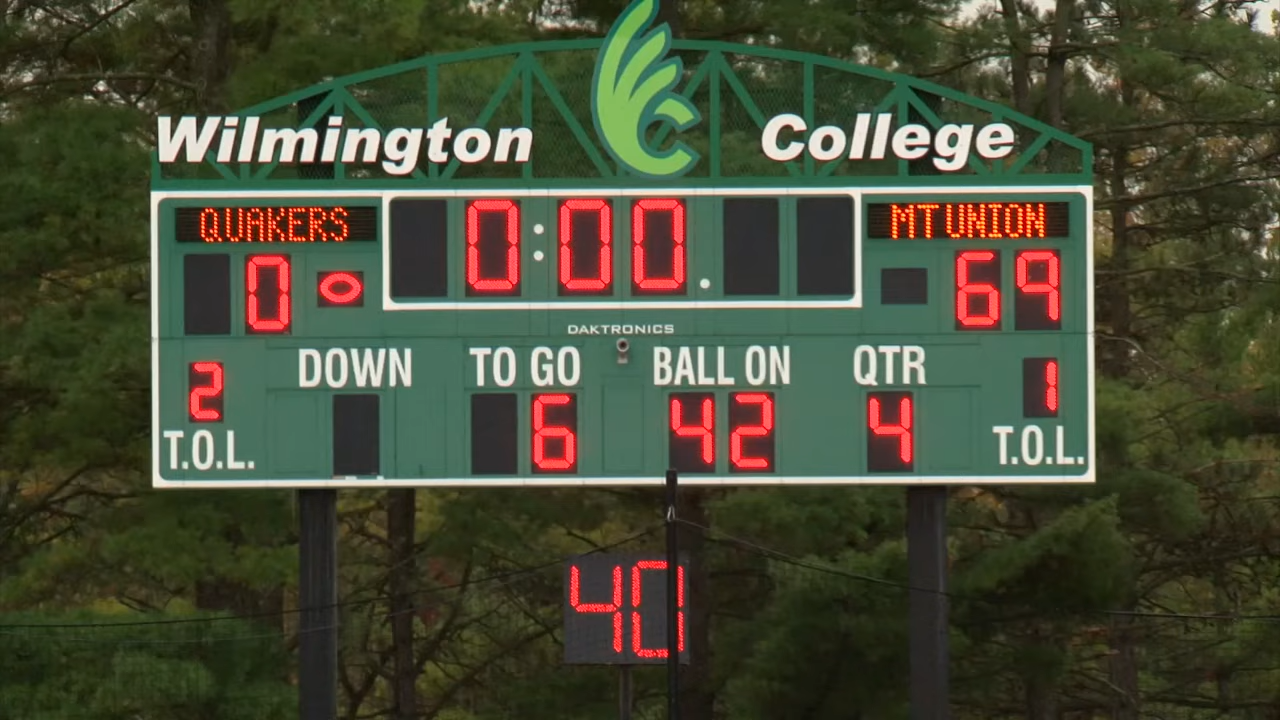 Wilmington College
QUAKERS 0:00. MT UNION
0 69
DAKTRONICS
DOWN TO GO BALL ON QTR
2 6 42 4 1
T.O.L. T.O.L.
40